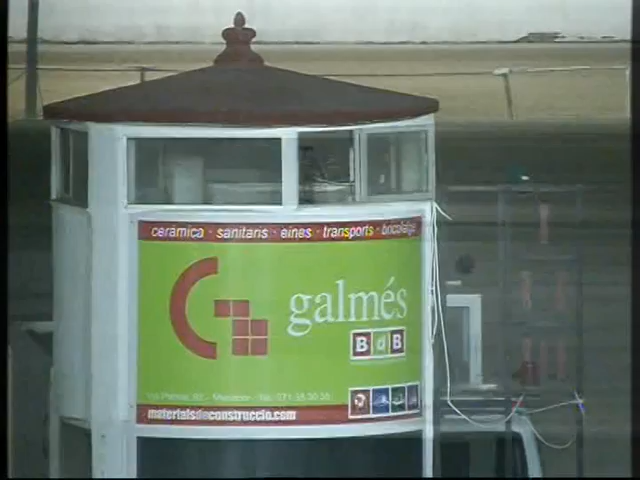 ceràmica · sanitaris · eines · transports · bricolatge
galmés
BdB
materialsdeconstruccio.com